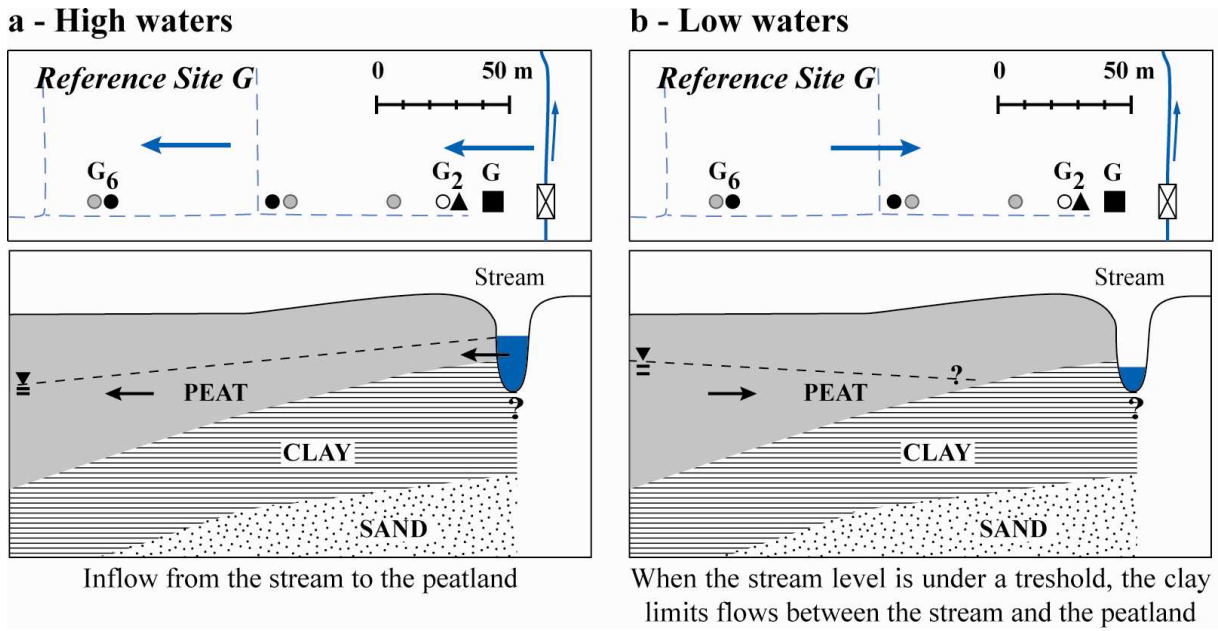 a - High waters
Reference Site G
0 50 m
G6 G2 G
Stream
PEAT
?
CLAY
SAND
Inflow from the stream to the peatland
b - Low waters
Reference Site G
0 50 m
G6 G2 G
Stream
?
PEAT
?
CLAY
SAND
When the stream level is under a treshold, the clay
limits flows between the stream and the peatland